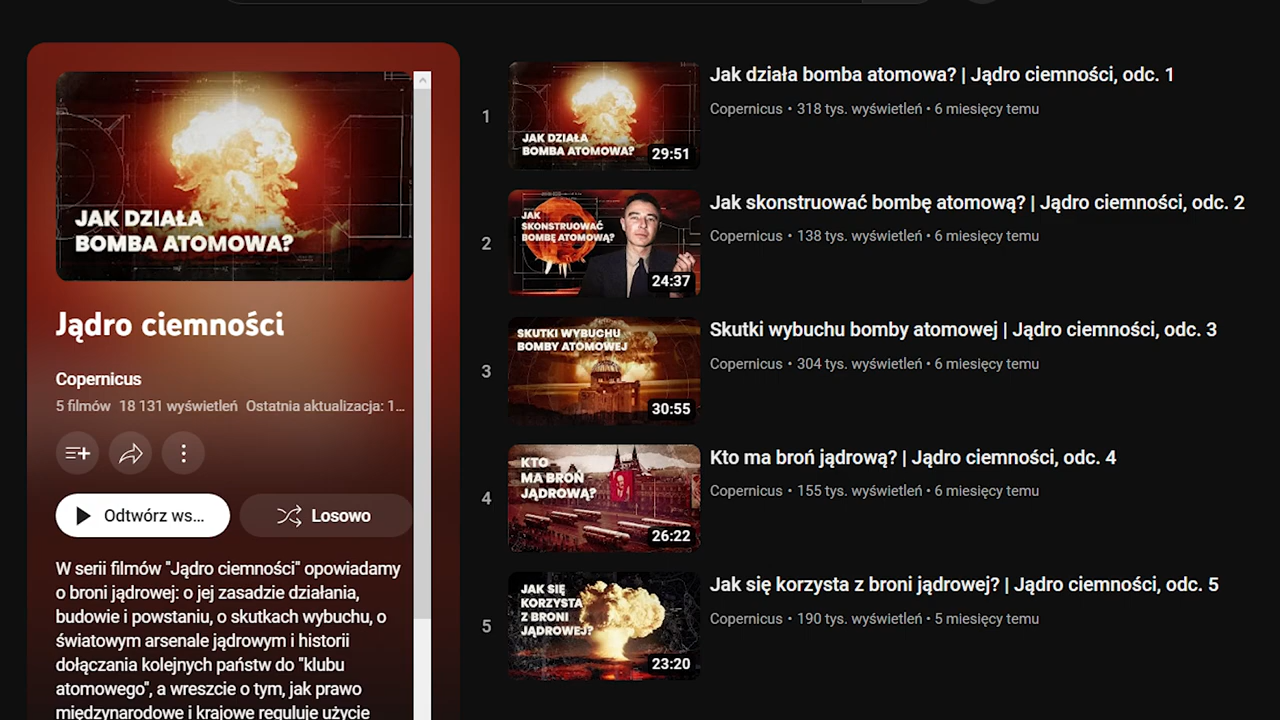 JAK DZIAŁA
BOMBA ATOMOWA?
Jądro ciemności
Copernicus
5 filmów 18 131 wyświetleń Ostatnia aktualizacja: 1...
Odtwórz ws...
Losowo
W serii filmów "Jądro ciemności" opowiadamy
o broni jądrowej: o jej zasadzie działania,
budowie i powstaniu, o skutkach wybuchu, o
światowym arsenale jądrowym i historii
dołączania kolejnych państw do "klubu
atomowego", a wreszcie o tym, jak prawo
międzynarodowe i krajowe reguluje użycie
1
JAK DZIAŁA
BOMBA ATOMOWA?
29:51
Jak działa bomba atomowa? | Jądro ciemności, odc. 1
Copernicus • 318 tys. wyświetleń • 6 miesięcy temu
2
JAK
SKONSTRUOWAĆ
BOMBĘ ATOMOWĄ?
24:37
Jak skonstruować bombę atomową? | Jądro ciemności, odc. 2
Copernicus • 138 tys. wyświetleń • 6 miesięcy temu
3
SKUTKI WYBUCHU
BOMBY ATOMOWEJ
30:55
Skutki wybuchu bomby atomowej | Jądro ciemności, odc. 3
Copernicus • 304 tys. wyświetleń • 6 miesięcy temu
4
KTO
MA BROŃ
JĄDROWĄ?
26:22
Kto ma broń jądrową? | Jądro ciemności, odc. 4
Copernicus • 155 tys. wyświetleń • 6 miesięcy temu
5
JAK SIĘ
KORZYSTA
Z BRONI
JĄDROWEJ?
23:20
Jak się korzysta z broni jądrowej? | Jądro ciemności, odc. 5
Copernicus • 190 tys. wyświetleń • 5 miesięcy temu